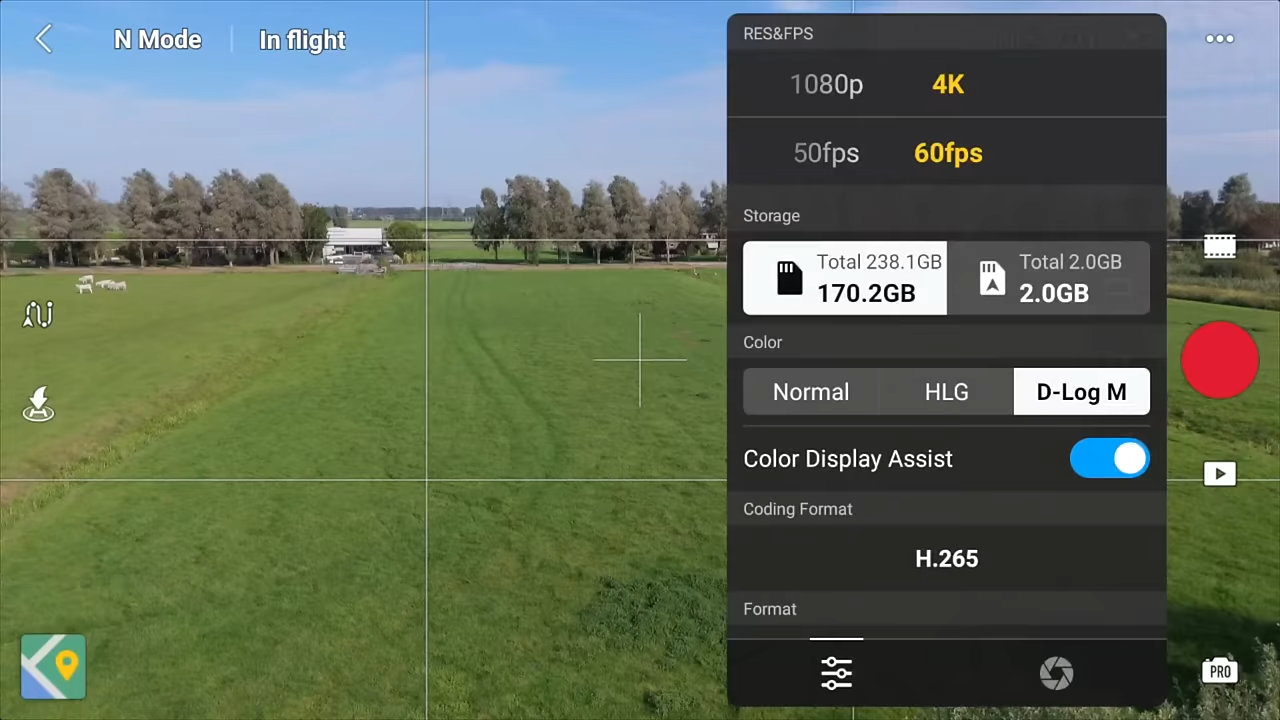 N Mode
In flight
RES&FPS
1080p
4K
50fps
60fps
Storage
Total 238.1GB
170.2GB
Total 2.0GB
2.0GB
Color
Normal
HLG
D-Log M
Color Display Assist
Coding Format
H.265
Format
PRO